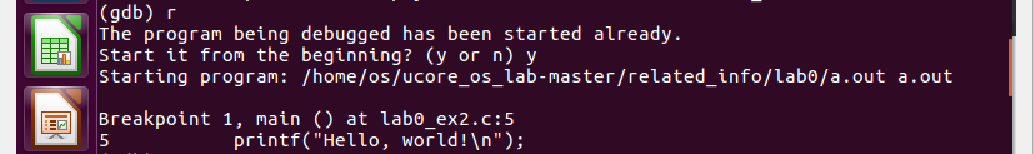 (gdb) r
The program being debugged has been started already.
Start it from the beginning? (y or n) y
Starting program: /home/os/ucore_os_lab-master/related_info/lab0/a.out a.out
Breakpoint 1, main () at lab0_ex2.c:5
5 printf("Hello, world!\n");